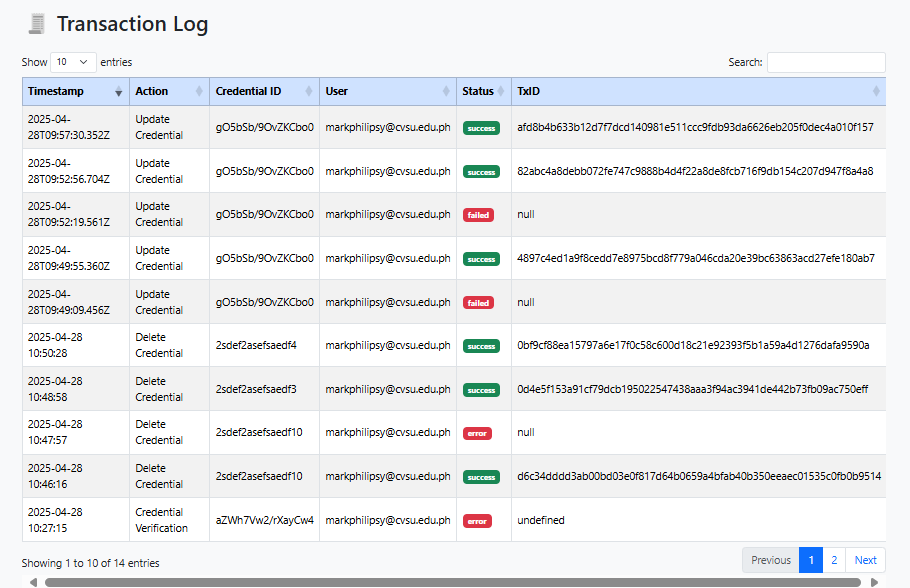 Transaction Log
Show 10 entries
Search:
Timestamp Action Credential ID User Status TxID
2025-04-28T09:57:30.352Z Update Credential gO5bSb/9OvZKCbo0 markphilipsy@cvsu.edu.ph success afd8b4b633b12d7f7dcd140981e511ccc9fdb93da6626eb205f0dec4a010f157
2025-04-28T09:52:56.704Z Update Credential gO5bSb/9OvZKCbo0 markphilipsy@cvsu.edu.ph success 82abc4a8debb072fe747c9888b4d4f22a8de8fcb716f9db154c207d947f8a4a8
2025-04-28T09:52:19.561Z Update Credential gO5bSb/9OvZKCbo0 markphilipsy@cvsu.edu.ph failed null
2025-04-28T09:49:55.360Z Update Credential gO5bSb/9OvZKCbo0 markphilipsy@cvsu.edu.ph success 4897c4ed1a9f8cedd7e8975bcd8f779a046cda20e39bc63863acd27efe180ab7
2025-04-28T09:49:09.456Z Update Credential gO5bSb/9OvZKCbo0 markphilipsy@cvsu.edu.ph failed null
2025-04-28 10:50:28 Delete Credential 2sdef2asefsaedf4 markphilipsy@cvsu.edu.ph success 0bf9cf88ea15797a6e17f0c58c600d18c21e92393f5b1a59a4d1276dafa9590a
2025-04-28 10:48:58 Delete Credential 2sdef2asefsaedf3 markphilipsy@cvsu.edu.ph success 0d4e5f153a91cf79dcb195022547438aaa3f94ac3941de442b73fb09ac750eff
2025-04-28 10:47:57 Delete Credential 2sdef2asefsaedf10 markphilipsy@cvsu.edu.ph error null
2025-04-28 10:46:16 Delete Credential 2sdef2asefsaedf10 markphilipsy@cvsu.edu.ph success d6c34dddd3ab00bd03e0f817d64b0659a4bfab40b350eeaec01535c0fb0b9514
2025-04-28 10:27:15 Credential Verification aZWh7Vw2/rXayCw4 markphilipsy@cvsu.edu.ph error undefined
Showing 1 to 10 of 14 entries
Previous 1 2 Next